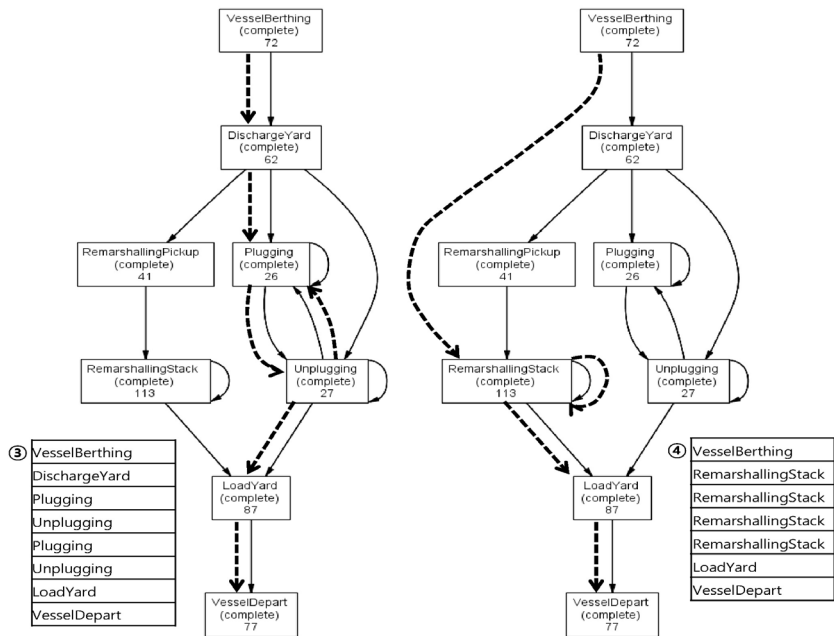 VesselBerthing
(complete)
72
DischargeYard
(complete)
62
RemarshallingPickup
(complete)
41
Plugging
(complete)
26
RemarshallingStack
(complete)
113
Unplugging
(complete)
27
LoadYard
(complete)
87
VesselDepart
(complete)
77
③
VesselBerthing
DischargeYard
Plugging
Unplugging
Plugging
Unplugging
LoadYard
VesselDepart
VesselBerthing
(complete)
72
DischargeYard
(complete)
62
RemarshallingPickup
(complete)
41
Plugging
(complete)
26
RemarshallingStack
(complete)
113
Unplugging
(complete)
27
LoadYard
(complete)
87
VesselDepart
(complete)
77
④
VesselBerthing
RemarshallingStack
RemarshallingStack
RemarshallingStack
RemarshallingStack
LoadYard
VesselDepart